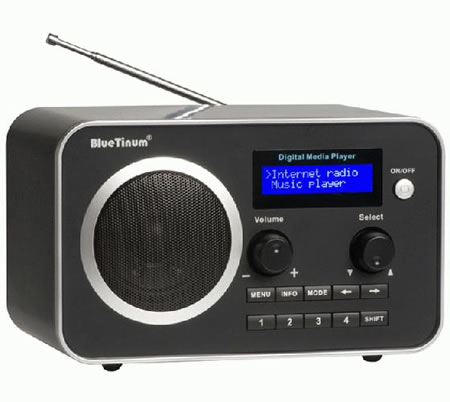 BlueTinum®
Digital Media Player
>Internet radio
Music player
ON/OFF
Volume
Select
− +
▼ ▲
MENU INFO MODE ← →
1 2 3 4 SHIFT